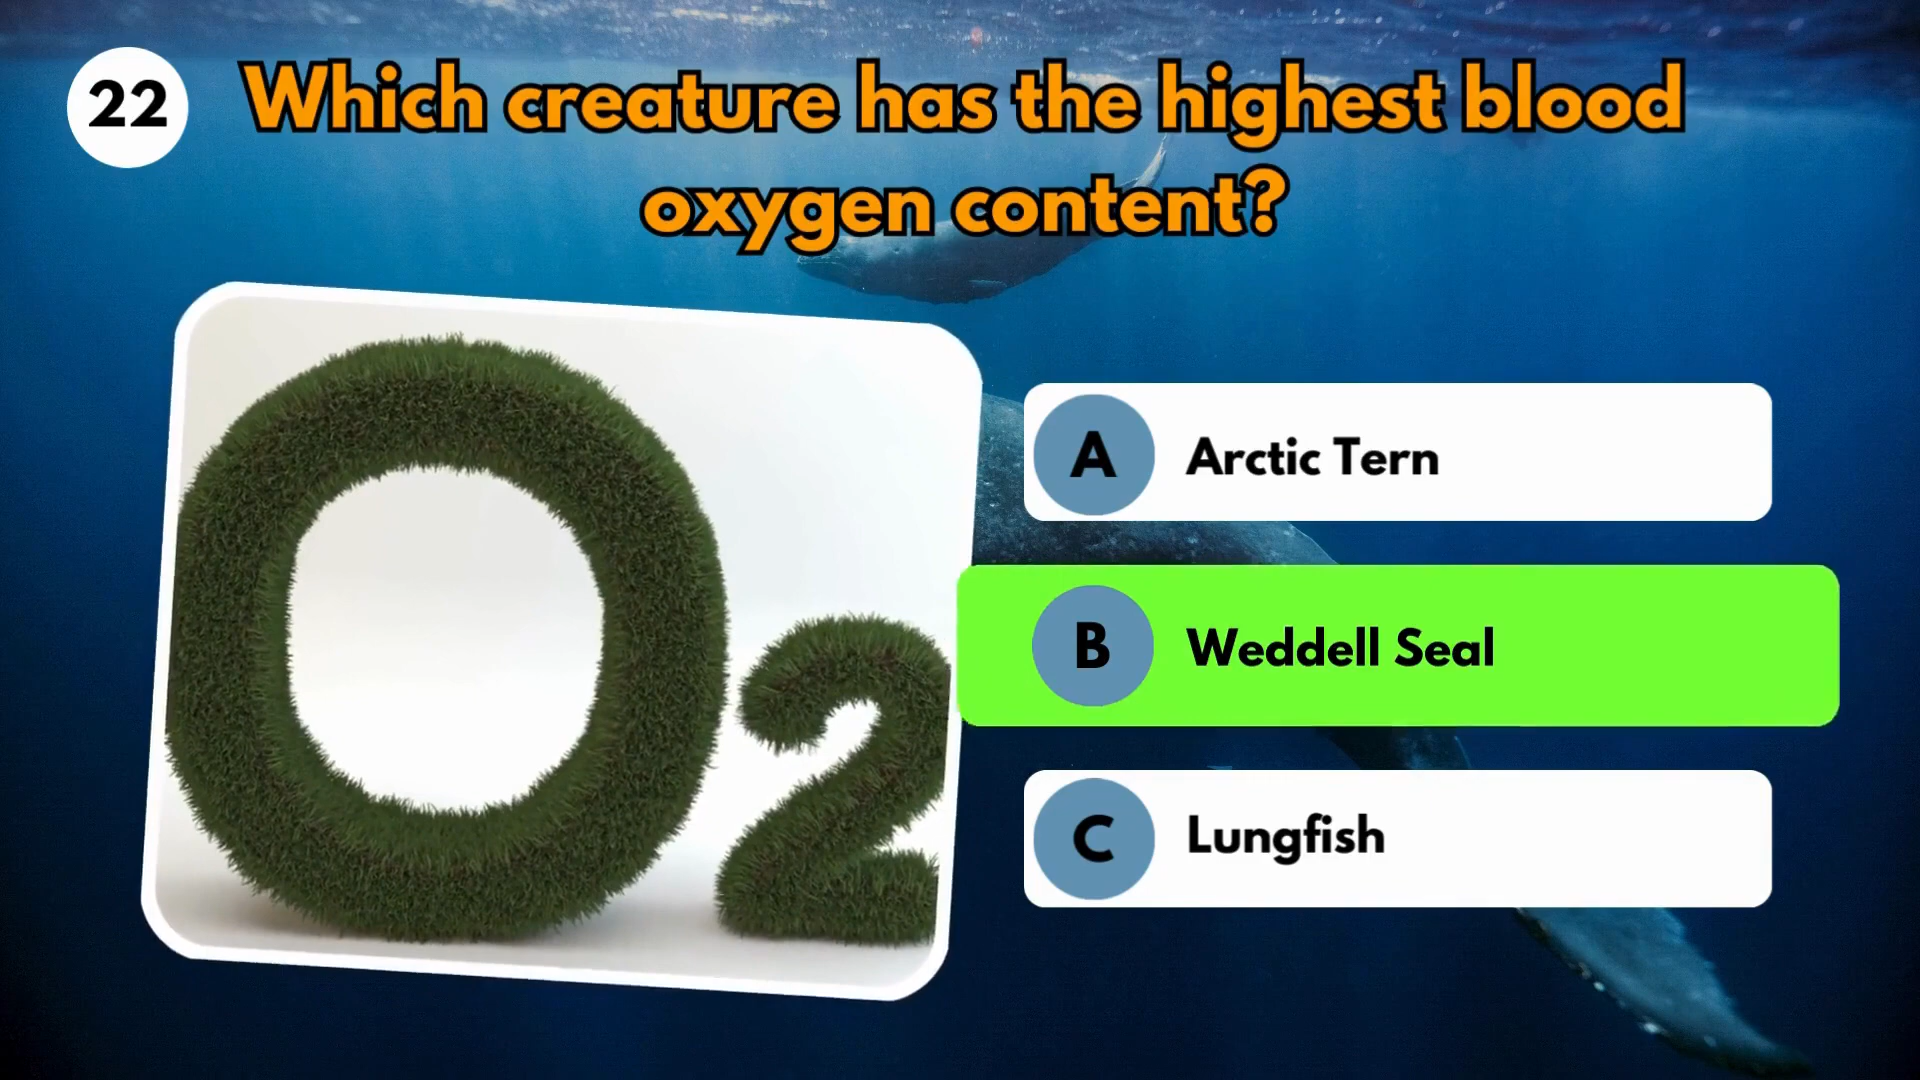 22
Which creature has the highest blood
oxygen content?
O2
A Arctic Tern
B Weddell Seal
C Lungfish